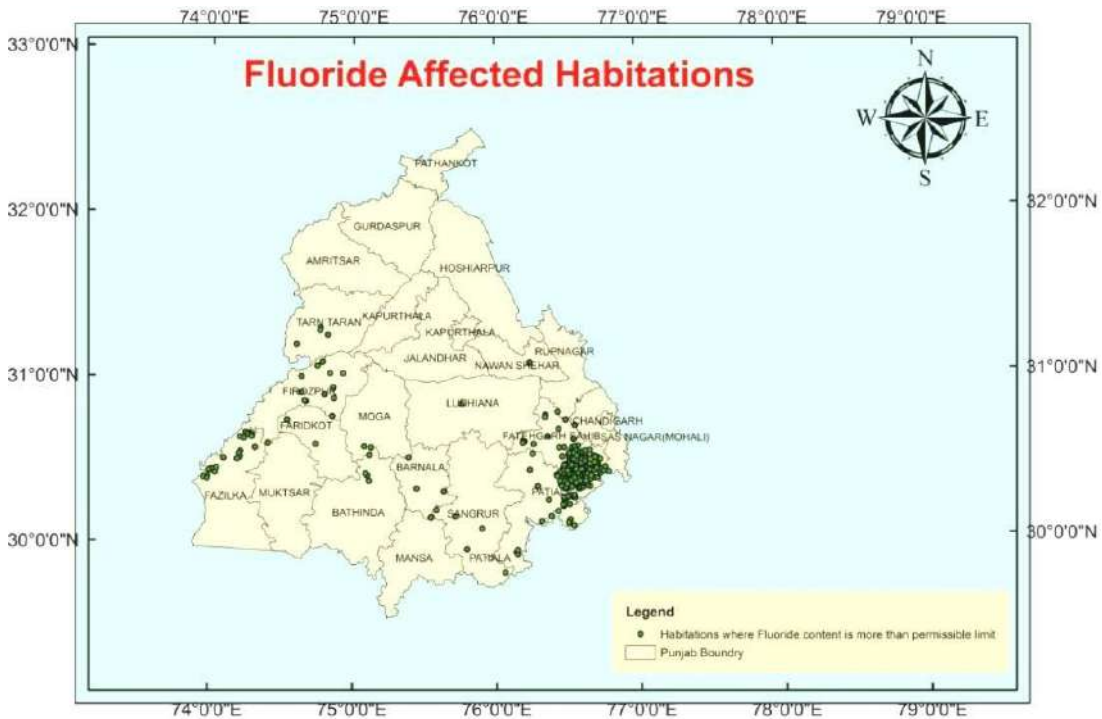 74°0'0"E 75°0'0"E 76°0'0"E 77°0'0"E 78°0'0"E 79°0'0"E
33°0'0"N
Fluoride Affected Habitations
N
W E
S
PATHANKOT
32°0'0"N 32°0'0"N
GURDASPUR
AMRITSAR
HOSHIARPUR
TARN TARAN
KAPURTHALA
KAPURTHALA
RUPNAGAR
JALANDHAR
NAWAN SHEKAR
31°0'0"N 31°0'0"N
FIROZPUR
LUDHIANA
MOGA
FARIDKOT
CHANDIGARH
FATEHGARH SAHIB
SAS NAGAR(MOHALI)
BARNALA
FAZILKA
MUKTSAR
PATIALA
BATHINDA
SANGRUR
30°0'0"N 30°0'0"N
MANSA
PATIALA
Legend
Habitations where Fluoride content is more than permissible limit
Punjab Boundry
74°0'0"E 75°0'0"E 76°0'0"E 77°0'0"E 78°0'0"E 79°0'0"E